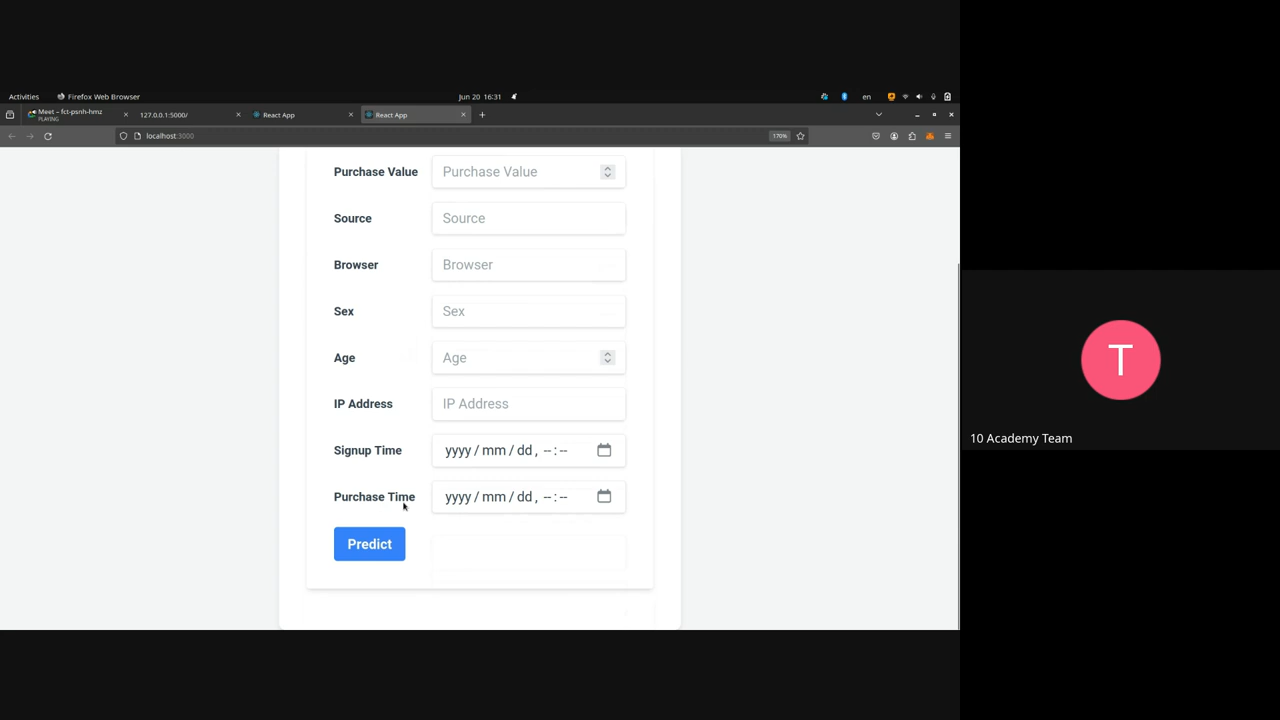 Activities
Firefox Web Browser
Jun 20 16:31
en
Meet – fct-psnh-hmz
PLAYING
127.0.0.1:5000/
React App
React App
localhost:3000
170%
Purchase Value
Purchase Value
Source
Source
Browser
Browser
Sex
Sex
Age
Age
IP Address
IP Address
Signup Time
yyyy / mm / dd , -- : --
Purchase Time
yyyy / mm / dd , -- : --
Predict
T
10 Academy Team